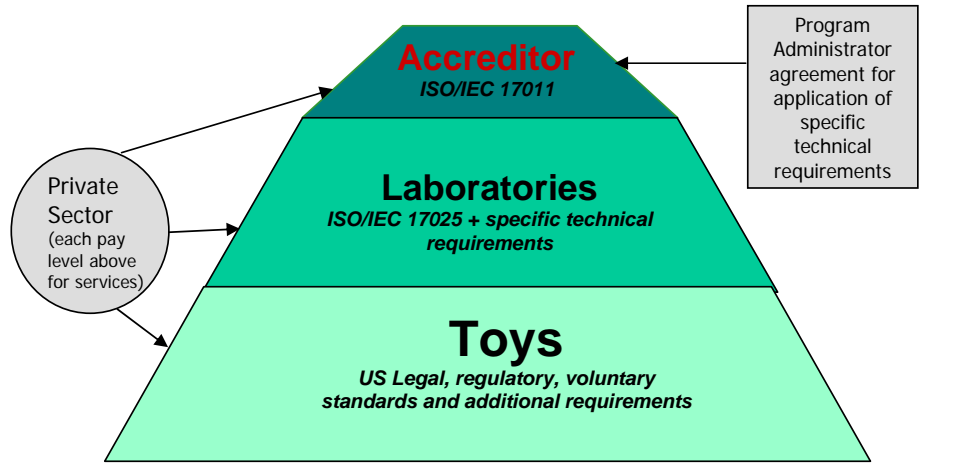 Accreditor
ISO/IEC 17011
Program
Administrator
agreement for
application of
specific
technical
requirements
Private
Sector
(each pay
level above
for services)
Laboratories
ISO/IEC 17025 + specific technical
requirements
Toys
US Legal, regulatory, voluntary
standards and additional requirements